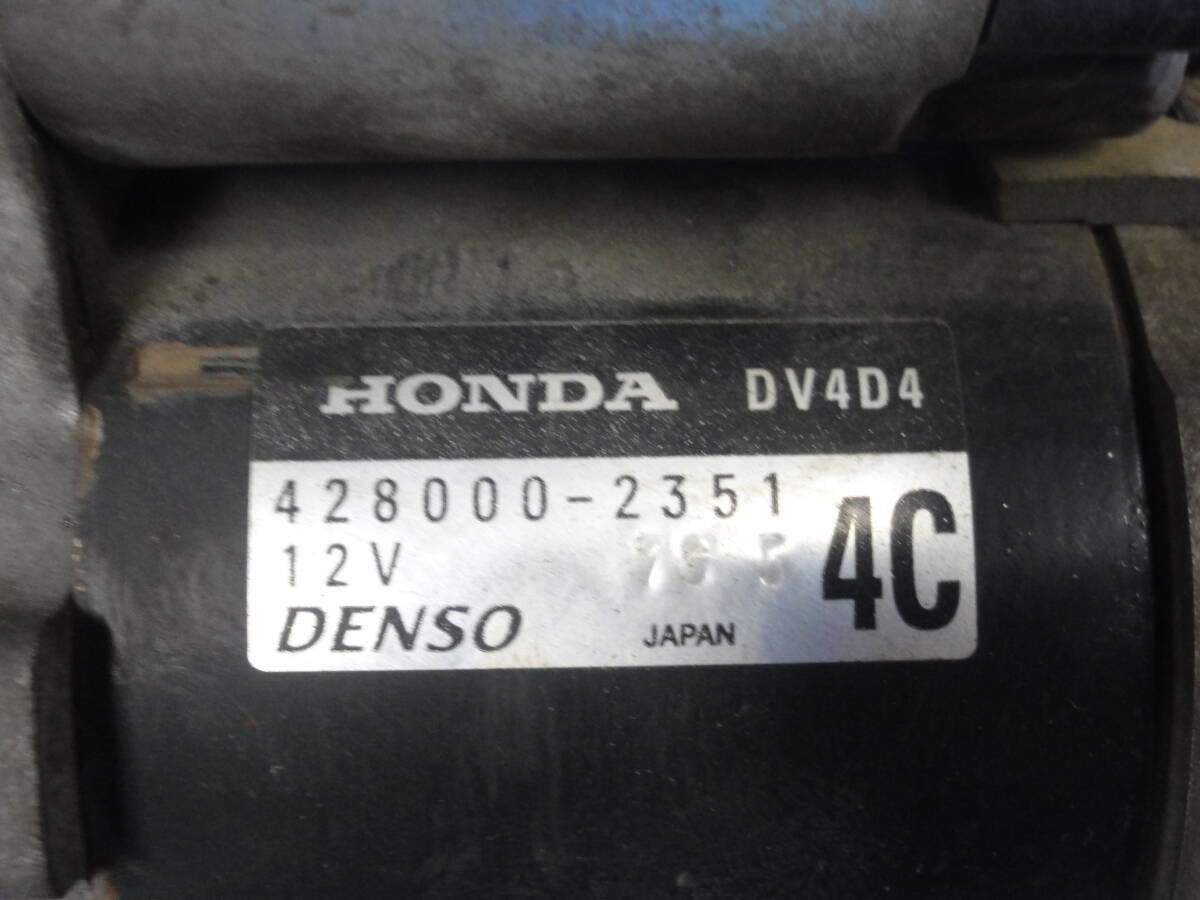 HONDA DV4D4
428000-2351
12V 4C
DENSO JAPAN